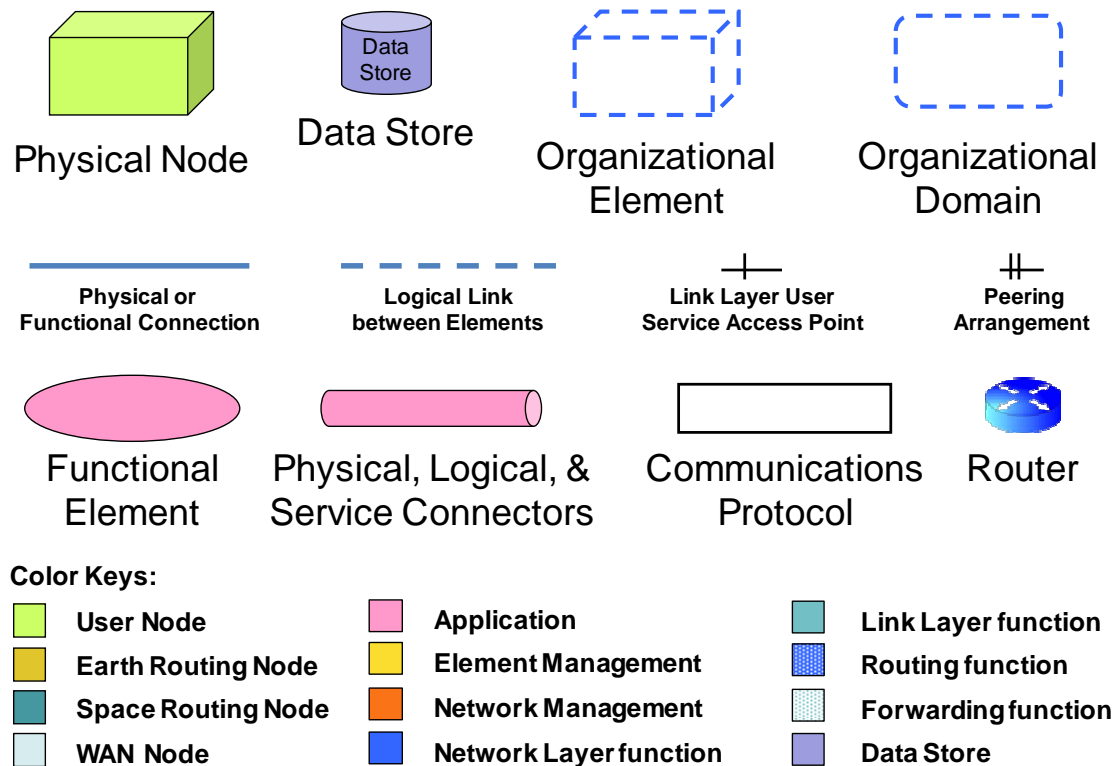 Data
Store
Physical Node
Data Store
Organizational
Element
Organizational
Domain
Physical or
Functional Connection
Logical Link
between Elements
Link Layer User
Service Access Point
Peering
Arrangement
Functional
Element
Physical, Logical, &
Service Connectors
Communications
Protocol
Router
Color Keys:
User Node
Earth Routing Node
Space Routing Node
WAN Node
Application
Element Management
Network Management
Network Layer function
Link Layer function
Routing function
Forwarding function
Data Store